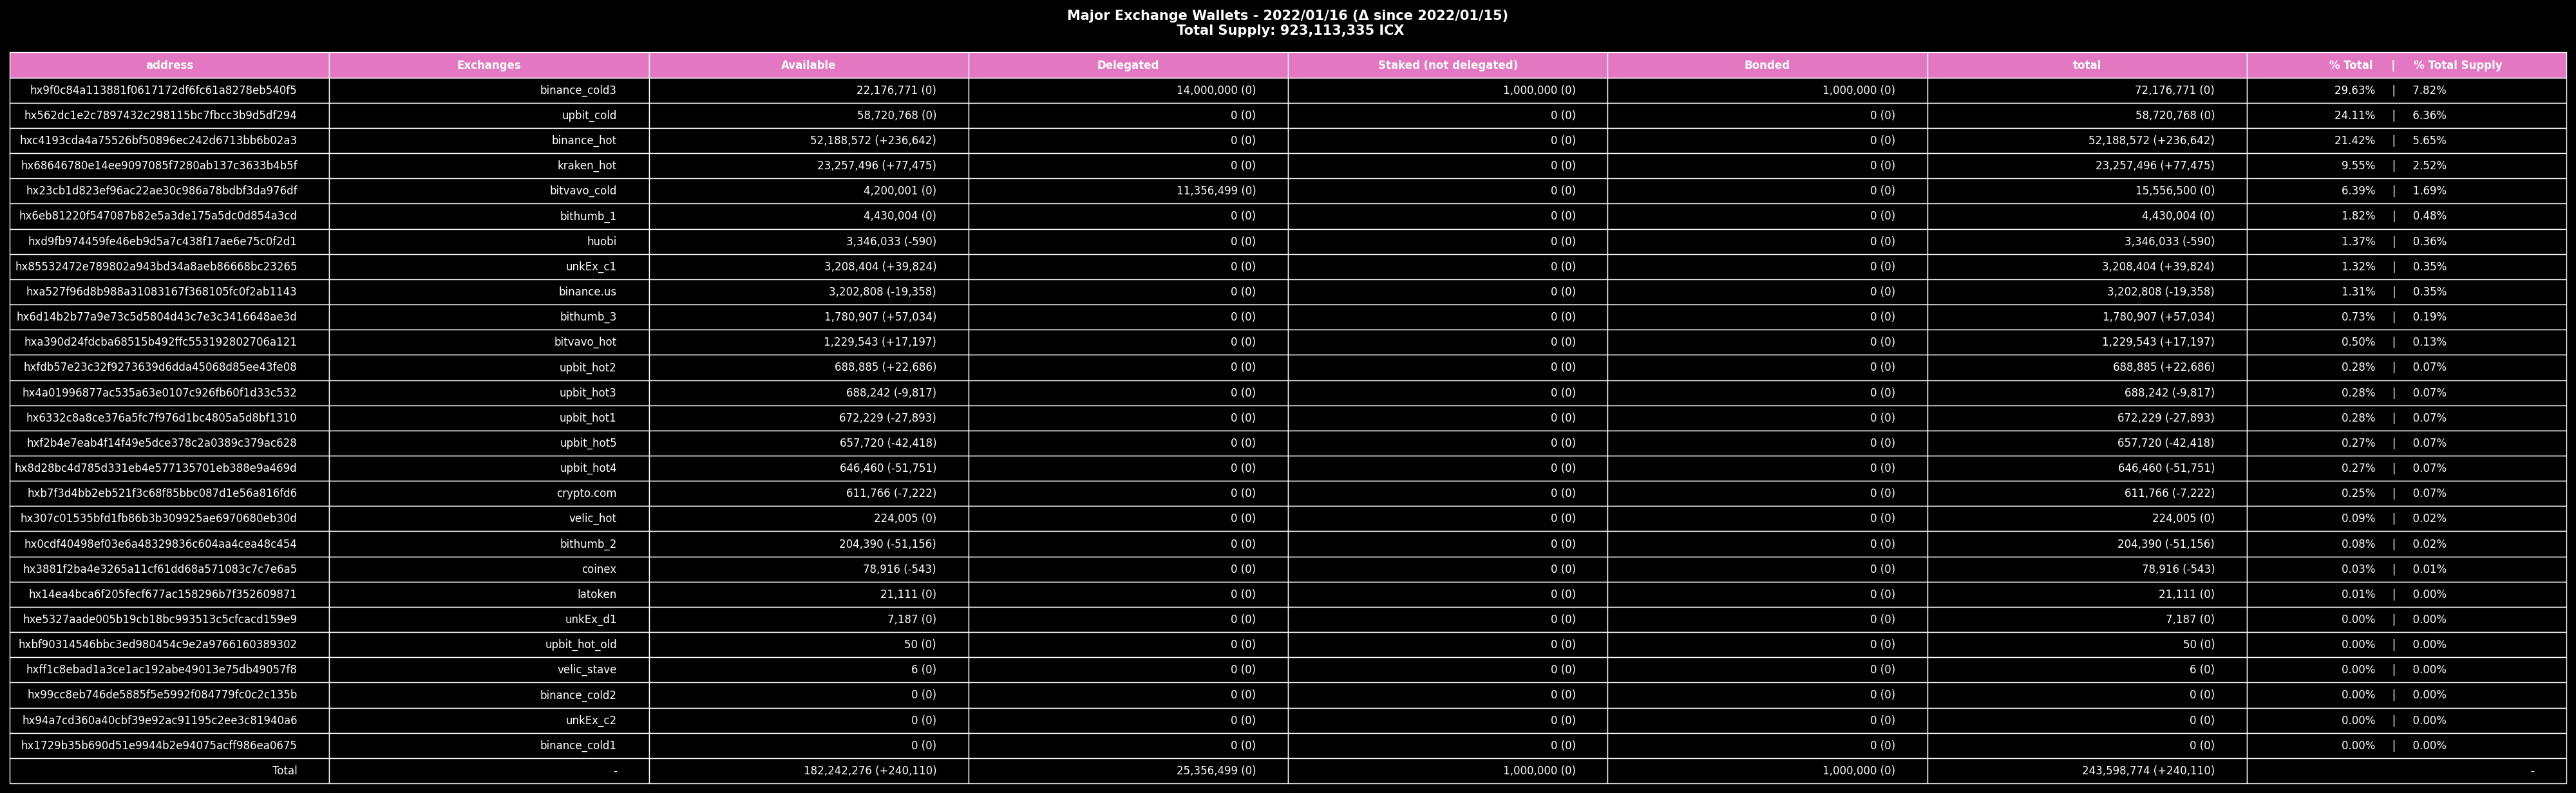 Major Exchange Wallets - 2022/01/16 (Δ since 2022/01/15)
Total Supply: 923,113,335 ICX
address Exchanges Available Delegated Staked (not delegated) Bonded total % Total | % Total Supply
hx9f0c84a113881f0617172df6fc61a8278eb540f5 binance_cold3 22,176,771 (0) 14,000,000 (0) 1,000,000 (0) 1,000,000 (0) 72,176,771 (0) 29.63% | 7.82%
hx562dc1e2c7897432c298115bc7fbcc3b9d5df294 upbit_cold 58,720,768 (0) 0 (0) 0 (0) 0 (0) 58,720,768 (0) 24.11% | 6.36%
hxc4193cda4a75526bf50896ec242d6713bb6b02a3 binance_hot 52,188,572 (+236,642) 0 (0) 0 (0) 0 (0) 52,188,572 (+236,642) 21.42% | 5.65%
hx68646780e14ee9097085f7280ab137c3633b4b5f kraken_hot 23,257,496 (+77,475) 0 (0) 0 (0) 0 (0) 23,257,496 (+77,475) 9.55% | 2.52%
hx23cb1d823ef96ac22ae30c986a78bdbf3da976df bitvavo_cold 4,200,001 (0) 11,356,499 (0) 0 (0) 0 (0) 15,556,500 (0) 6.39% | 1.69%
hx6eb81220f547087b82e5a3de175a5dc0d854a3cd bithumb_1 4,430,004 (0) 0 (0) 0 (0) 0 (0) 4,430,004 (0) 1.82% | 0.48%
hxd9fb974459fe46eb9d5a7c438f17ae6e75c0f2d1 huobi 3,346,033 (-590) 0 (0) 0 (0) 0 (0) 3,346,033 (-590) 1.37% | 0.36%
hx85532472e789802a943bd34a8aeb86668bc23265 unkEx_c1 3,208,404 (+39,824) 0 (0) 0 (0) 0 (0) 3,208,404 (+39,824) 1.32% | 0.35%
hxa527f96d8b988a31083167f368105fc0f2ab1143 binance.us 3,202,808 (-19,358) 0 (0) 0 (0) 0 (0) 3,202,808 (-19,358) 1.31% | 0.35%
hx6d14b2b77a9e73c5d5804d43c7e3c3416648ae3d bithumb_3 1,780,907 (+57,034) 0 (0) 0 (0) 0 (0) 1,780,907 (+57,034) 0.73% | 0.19%
hxa390d24fdcba68515b492ffc553192802706a121 bitvavo_hot 1,229,543 (+17,197) 0 (0) 0 (0) 0 (0) 1,229,543 (+17,197) 0.50% | 0.13%
hxfdb57e23c32f9273639d6dda45068d85ee43fe08 upbit_hot2 688,885 (+22,686) 0 (0) 0 (0) 0 (0) 688,885 (+22,686) 0.28% | 0.07%
hx4a01996877ac535a63e0107c926fb60f1d33c532 upbit_hot3 688,242 (-9,817) 0 (0) 0 (0) 0 (0) 688,242 (-9,817) 0.28% | 0.07%
hx6332c8a8ce376a5fc7f976d1bc4805a5d8bf1310 upbit_hot1 672,229 (-27,893) 0 (0) 0 (0) 0 (0) 672,229 (-27,893) 0.28% | 0.07%
hxf2b4e7eab4f14f49e5dce378c2a0389c379ac628 upbit_hot5 657,720 (-42,418) 0 (0) 0 (0) 0 (0) 657,720 (-42,418) 0.27% | 0.07%
hx8d28bc4d785d331eb4e577135701eb388e9a469d upbit_hot4 646,460 (-51,751) 0 (0) 0 (0) 0 (0) 646,460 (-51,751) 0.27% | 0.07%
hxb7f3d4bb2eb521f3c68f85bbc087d1e56a816fd6 crypto.com 611,766 (-7,222) 0 (0) 0 (0) 0 (0) 611,766 (-7,222) 0.25% | 0.07%
hx307c01535bfd1fb86b3b309925ae6970680eb30d velic_hot 224,005 (0) 0 (0) 0 (0) 0 (0) 224,005 (0) 0.09% | 0.02%
hx0cdf40498ef03e6a48329836c604aa4cea48c454 bithumb_2 204,390 (-51,156) 0 (0) 0 (0) 0 (0) 204,390 (-51,156) 0.08% | 0.02%
hx3881f2ba4e3265a11cf61dd68a571083c7c7e6a5 coinex 78,916 (-543) 0 (0) 0 (0) 0 (0) 78,916 (-543) 0.03% | 0.01%
hx14ea4bca6f205fecf677ac158296b7f352609871 latoken 21,111 (0) 0 (0) 0 (0) 0 (0) 21,111 (0) 0.01% | 0.00%
hxe5327aade005b19cb18bc993513c5cfcacd159e9 unkEx_d1 7,187 (0) 0 (0) 0 (0) 0 (0) 7,187 (0) 0.00% | 0.00%
hxbf90314546bbc3ed980454c9e2a9766160389302 upbit_hot_old 50 (0) 0 (0) 0 (0) 0 (0) 50 (0) 0.00% | 0.00%
hxff1c8ebad1a3ce1ac192abe49013e75db49057f8 velic_stave 6 (0) 0 (0) 0 (0) 0 (0) 6 (0) 0.00% | 0.00%
hx99cc8eb746de5885f5e5992f084779fc0c2c135b binance_cold2 0 (0) 0 (0) 0 (0) 0 (0) 0 (0) 0.00% | 0.00%
hx94a7cd360a40cbf39e92ac91195c2ee3c81940a6 unkEx_c2 0 (0) 0 (0) 0 (0) 0 (0) 0 (0) 0.00% | 0.00%
hx1729b35b690d51e9944b2e94075acff986ea0675 binance_cold1 0 (0) 0 (0) 0 (0) 0 (0) 0 (0) 0.00% | 0.00%
Total - 182,242,276 (+240,110) 25,356,499 (0) 1,000,000 (0) 1,000,000 (0) 243,598,774 (+240,110) -